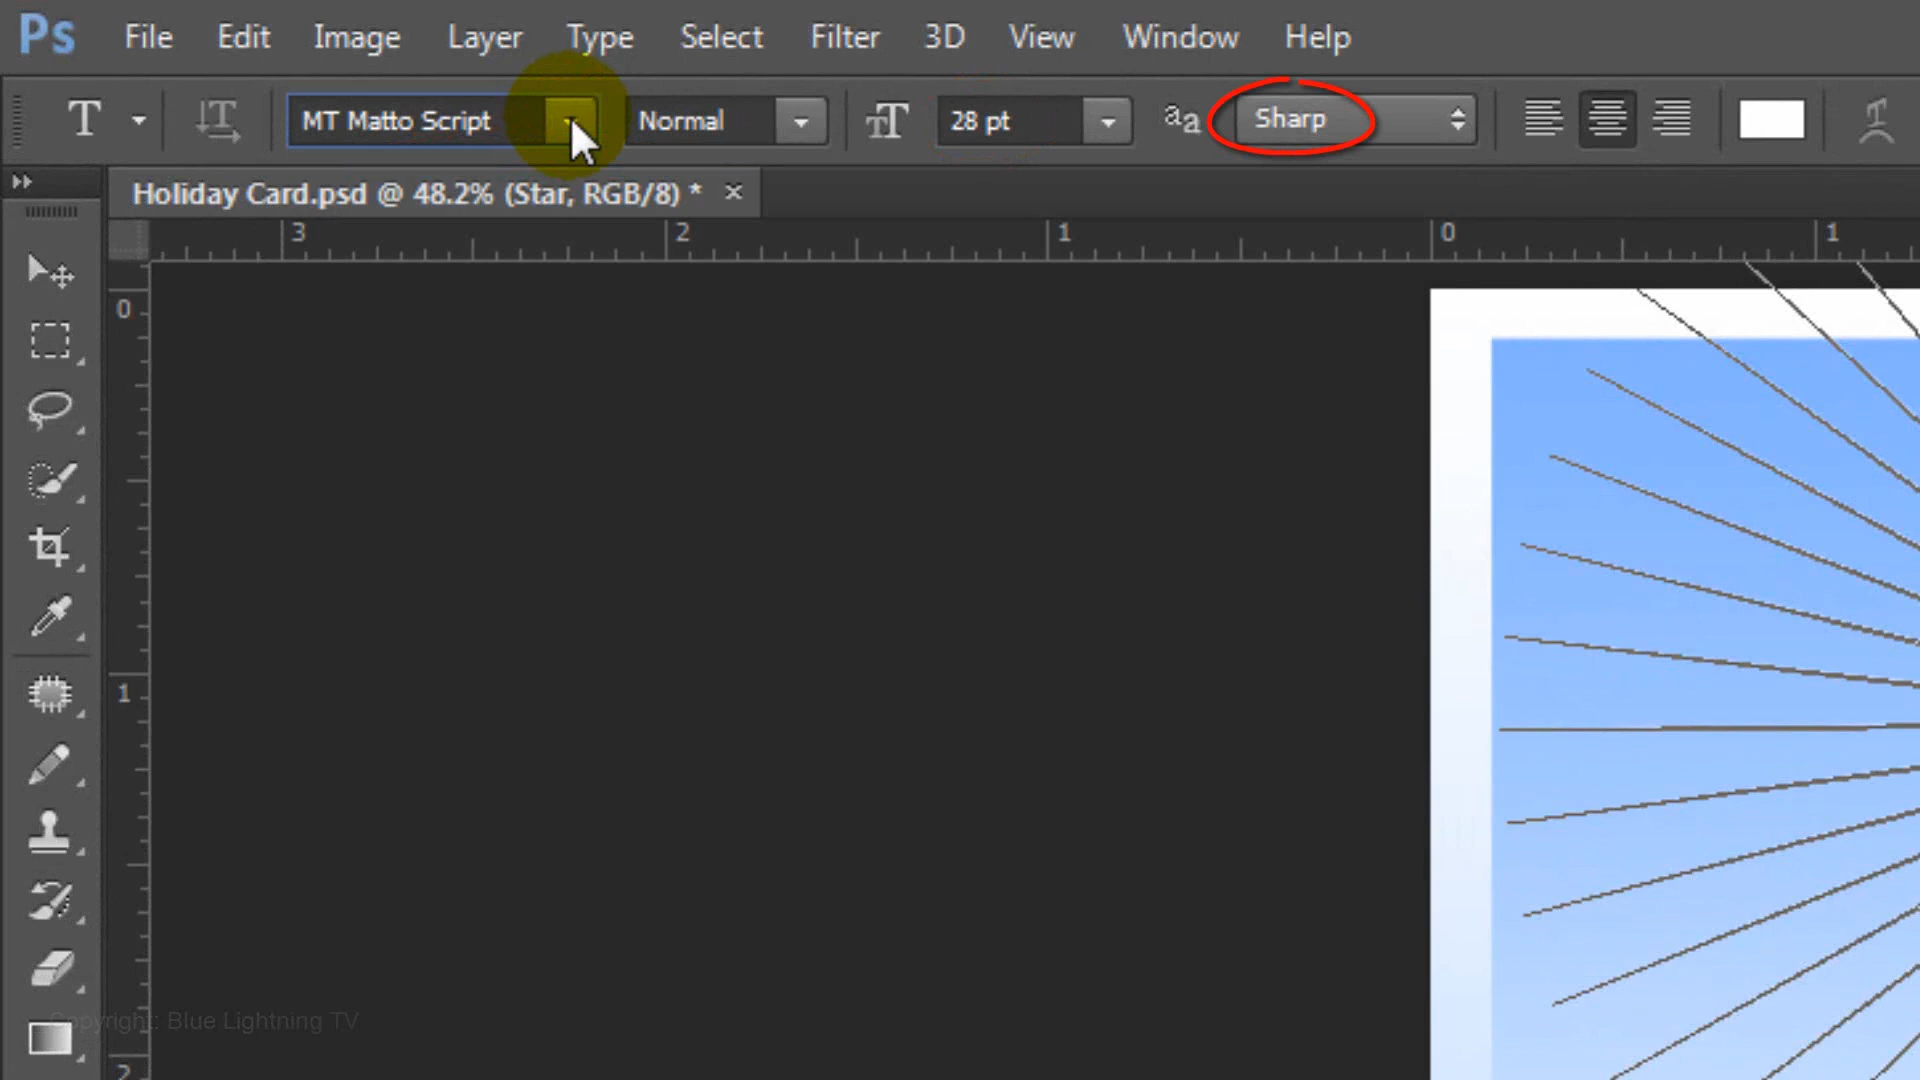 Ps File Edit Image Layer Type Select Filter 3D View Window Help
T MT Matto Script Normal 28 pt aa Sharp
Holiday Card.psd @ 48.2% (Star, RGB/8) * ×
3 2 1 0 1
0
1
Copyright: Blue Lightning TV
2